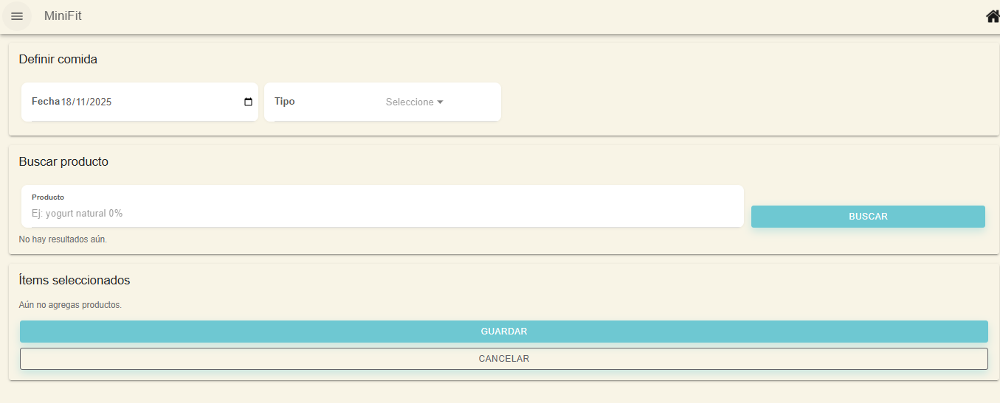 MiniFit
Definir comida
Fecha 18/11/2025 Tipo Seleccione
Buscar producto
Producto
Ej: yogurt natural 0%
BUSCAR
No hay resultados aún.
Ítems seleccionados
Aún no agregas productos.
GUARDAR
CANCELAR